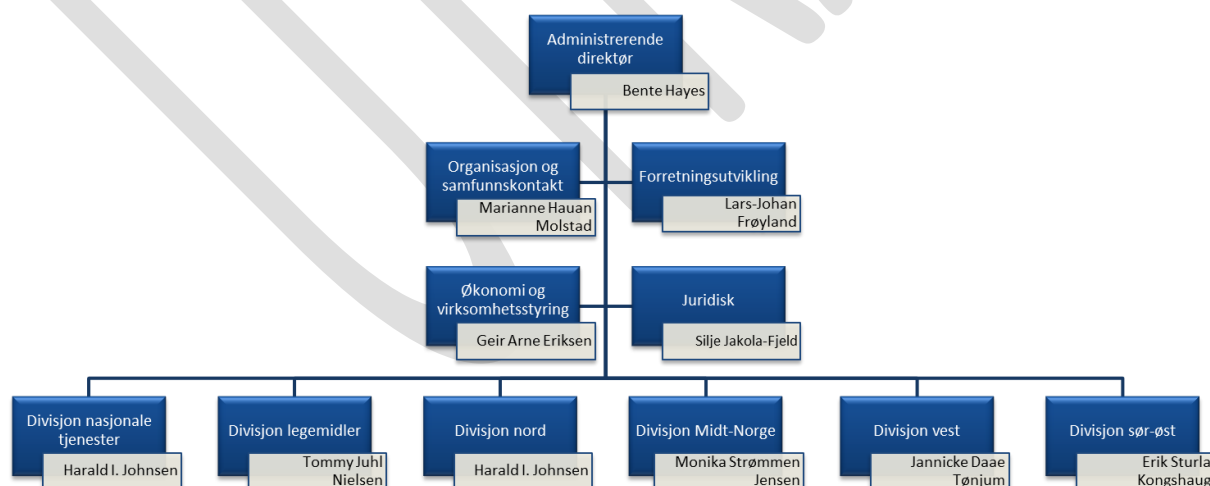 Administrerende
direktør
Bente Hayes
Organisasjon og
samfunnskontakt
Marianne Hauan
Molstad
Forretningsutvikling
Lars-Johan
Frøyland
Økonomi og
virksomhetsstyring
Geir Arne Eriksen
Juridisk
Silje Jakola-Fjeld
Divisjon nasjonale
tjenester
Harald I. Johnsen
Divisjon legemidler
Tommy Juhl
Nielsen
Divisjon nord
Harald I. Johnsen
Divisjon Midt-Norge
Monika Strømmen
Jensen
Divisjon vest
Jannicke Daae
Tønjum
Divisjon sør-øst
Erik Sturla
Kongshaug